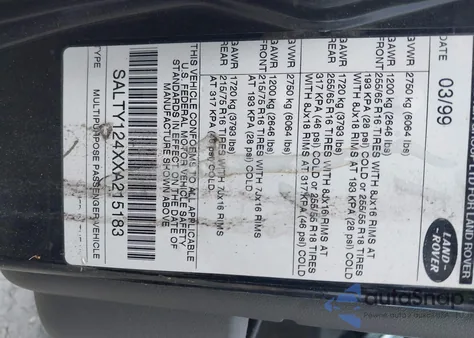 DATE 03/99
GVWR 2750 kg (6064 lbs)
GAWR 1200 kg (2646 lbs)
FRONT 255/65 R16 TIRES WITH 8JX16 RIMS AT
193 KPA (28 psi) COLD or 255/55 R18 TIRES
WITH 8JX18 RIMS AT 193 KPA (28 psi) COLD
GAWR 1720 kg (3793 lbs)
REAR 255/65 R16 TIRES WITH 8JX16 RIMS AT
317 KPA (46 psi) COLD or 255/55 R18 TIRES
WITH 8JX18 RIMS AT 317 KPA (46 psi) COLD
GVWR 2750 kg (6064 lbs)
GAWR 1200 kg (2646 lbs)
FRONT 215/75 R16 TIRES WITH 7JX16 RIMS
AT 193 KPA (28 psi) COLD
GAWR 1720 kg (3793 lbs)
REAR 215/75 R16 TIRES WITH 7JX16 RIMS
AT 317 KPA (46 psi) COLD
THIS VEHICLE CONFORMS TO ALL APPLICABLE
U.S. FEDERAL MOTOR VEHICLE SAFETY
STANDARDS IN EFFECT ON THE DATE
OF MANUFACTURE SHOWN ABOVE
SALTY124XXA215183
TYPE MULTIPURPOSE PASSENGER VEHICLE
LAND-
-ROVER
autoSnap